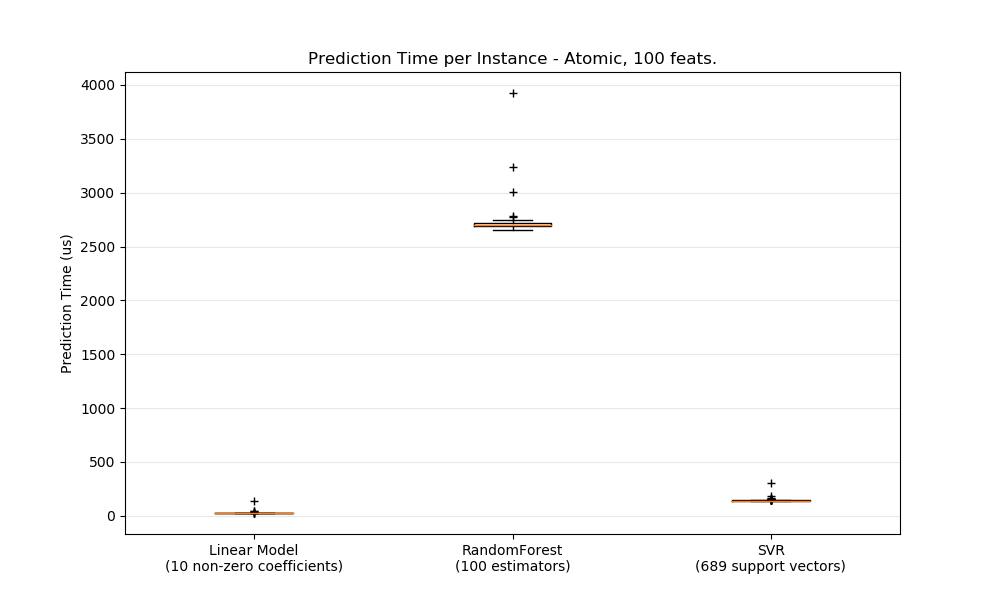 Prediction Time per Instance - Atomic, 100 feats.
Prediction Time (us)
4000
3500
3000
2500
2000
1500
1000
500
0
Linear Model
(10 non-zero coefficients)
RandomForest
(100 estimators)
SVR
(689 support vectors)